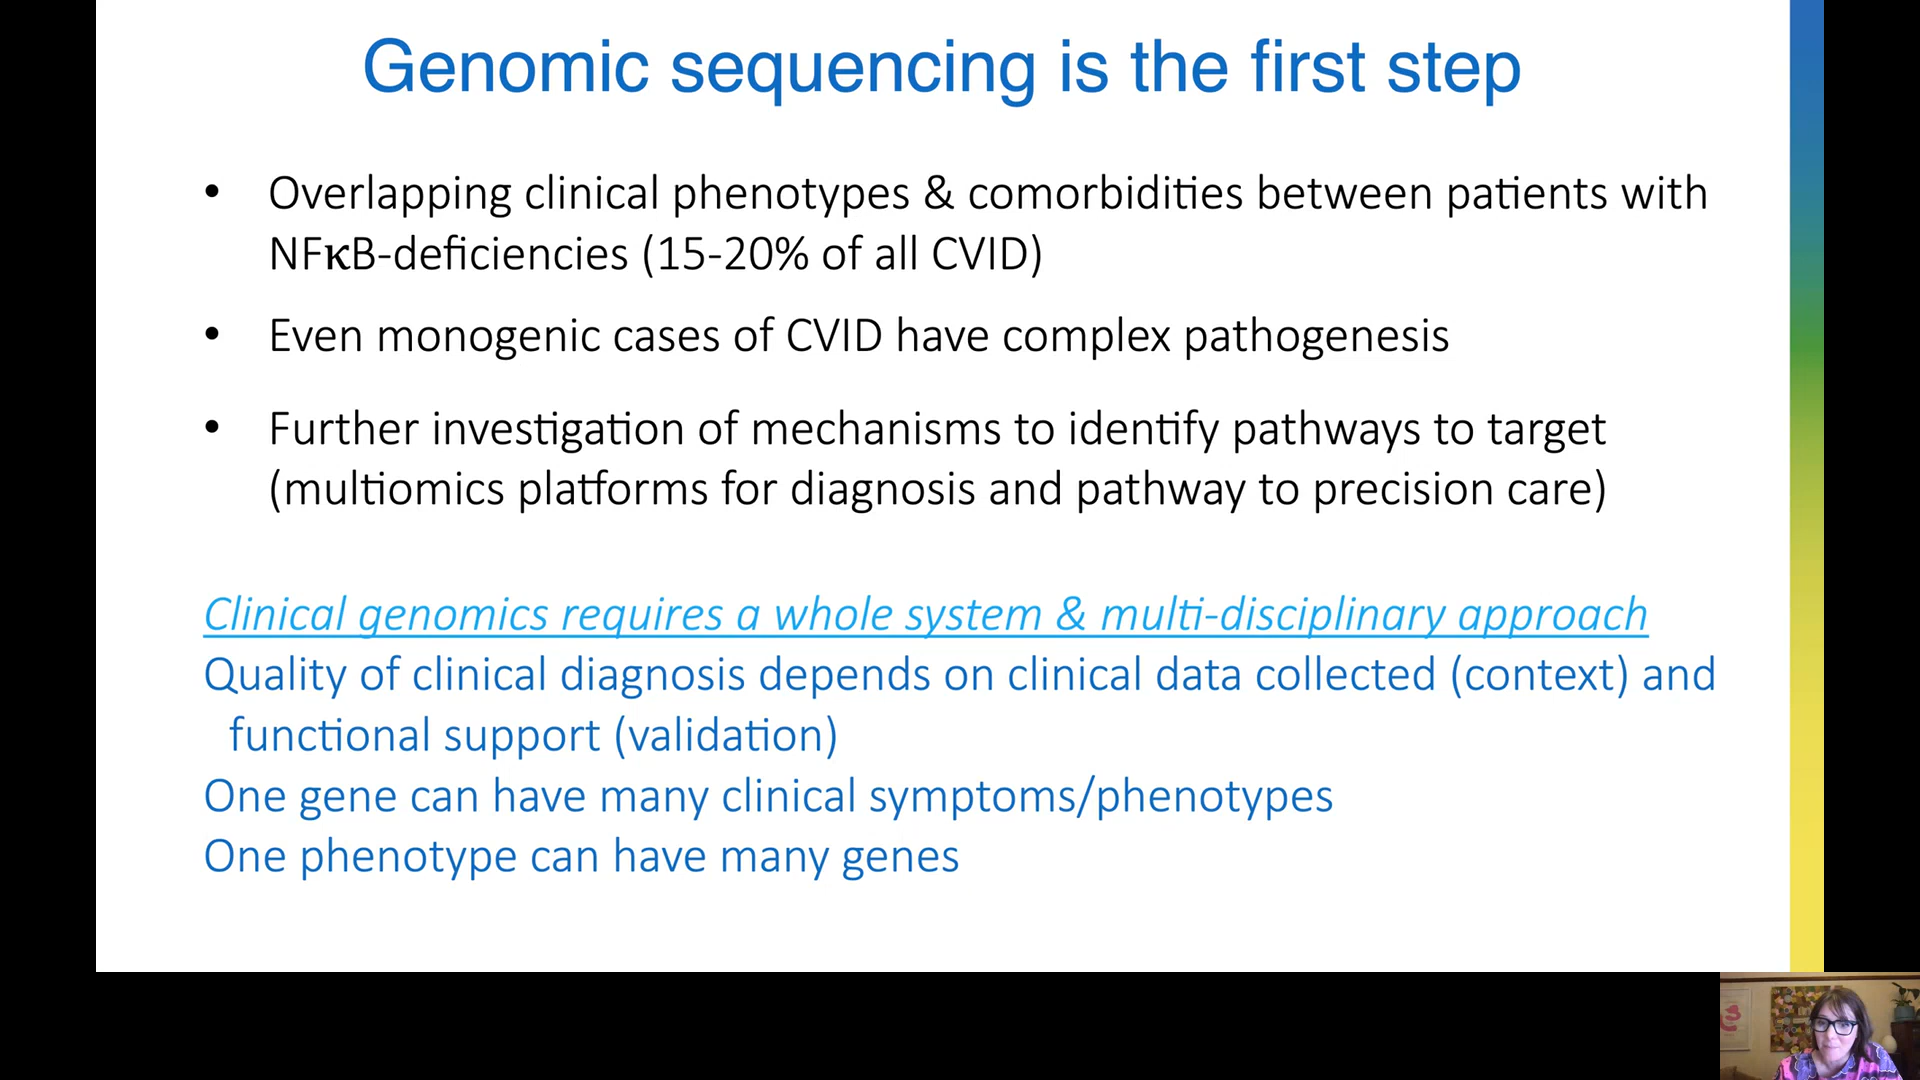 Genomic sequencing is the first step
• Overlapping clinical phenotypes & comorbidities between patients with
NFκB-deficiencies (15-20% of all CVID)
• Even monogenic cases of CVID have complex pathogenesis
• Further investigation of mechanisms to identify pathways to target
(multiomics platforms for diagnosis and pathway to precision care)
Clinical genomics requires a whole system & multi-disciplinary approach
Quality of clinical diagnosis depends on clinical data collected (context) and
functional support (validation)
One gene can have many clinical symptoms/phenotypes
One phenotype can have many genes